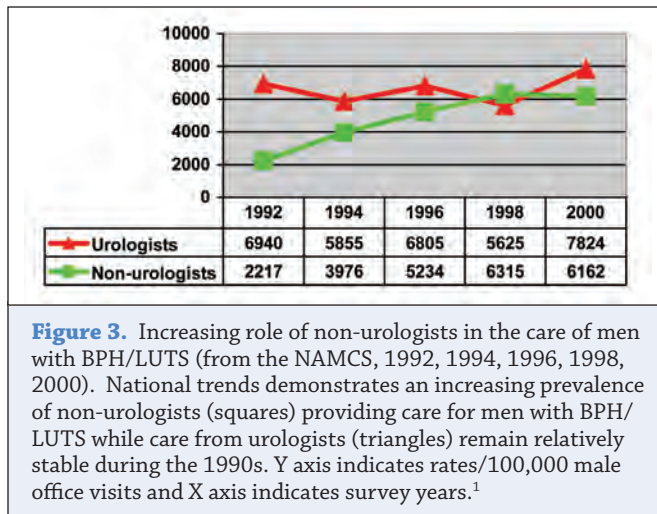 10000
8000
6000
4000
2000
0
1992 1994 1996 1998 2000
Urologists 6940 5855 6805 5625 7824
Non-urologists 2217 3976 5234 6315 6162
Figure 3. Increasing role of non-urologists in the care of men
with BPH/LUTS (from the NAMCS, 1992, 1994, 1996, 1998,
2000). National trends demonstrates an increasing prevalence
of non-urologists (squares) providing care for men with BPH/
LUTS while care from urologists (triangles) remain relatively
stable during the 1990s. Y axis indicates rates/100,000 male
office visits and X axis indicates survey years.1